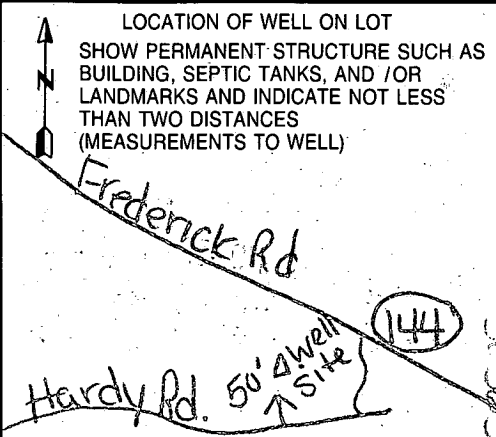 LOCATION OF WELL ON LOT
SHOW PERMANENT STRUCTURE SUCH AS
BUILDING, SEPTIC TANKS, AND /OR
LANDMARKS AND INDICATE NOT LESS
THAN TWO DISTANCES
(MEASUREMENTS TO WELL)
N
Frederick Rd
144
50' Δ Well
Site
Hardy Rd.